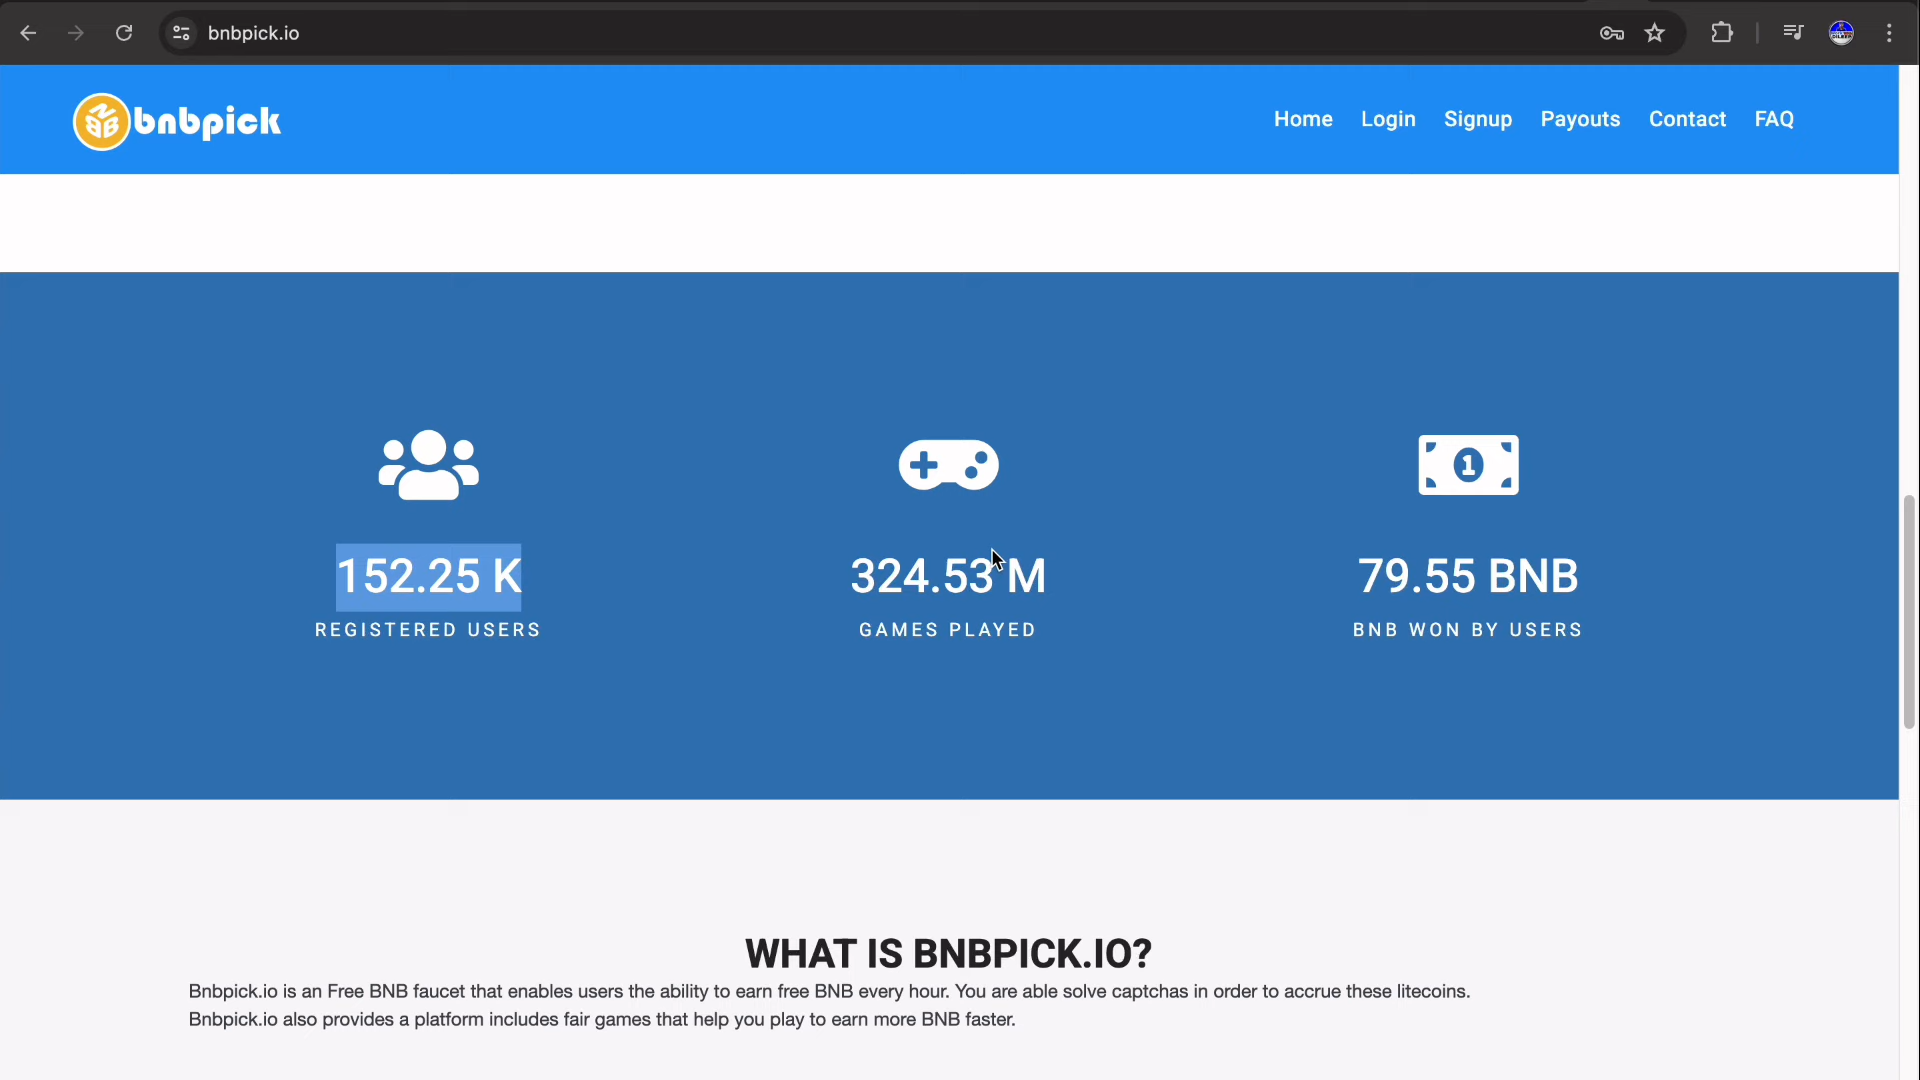 bnbpick.io
bnbpick
Home Login Signup Payouts Contact FAQ
1
152.25 K
324.53 M
79.55 BNB
REGISTERED USERS
GAMES PLAYED
BNB WON BY USERS
WHAT IS BNBPICK.IO?
Bnbpick.io is an Free BNB faucet that enables users the ability to earn free BNB every hour. You are able solve captchas in order to accrue these litecoins.
Bnbpick.io also provides a platform includes fair games that help you play to earn more BNB faster.